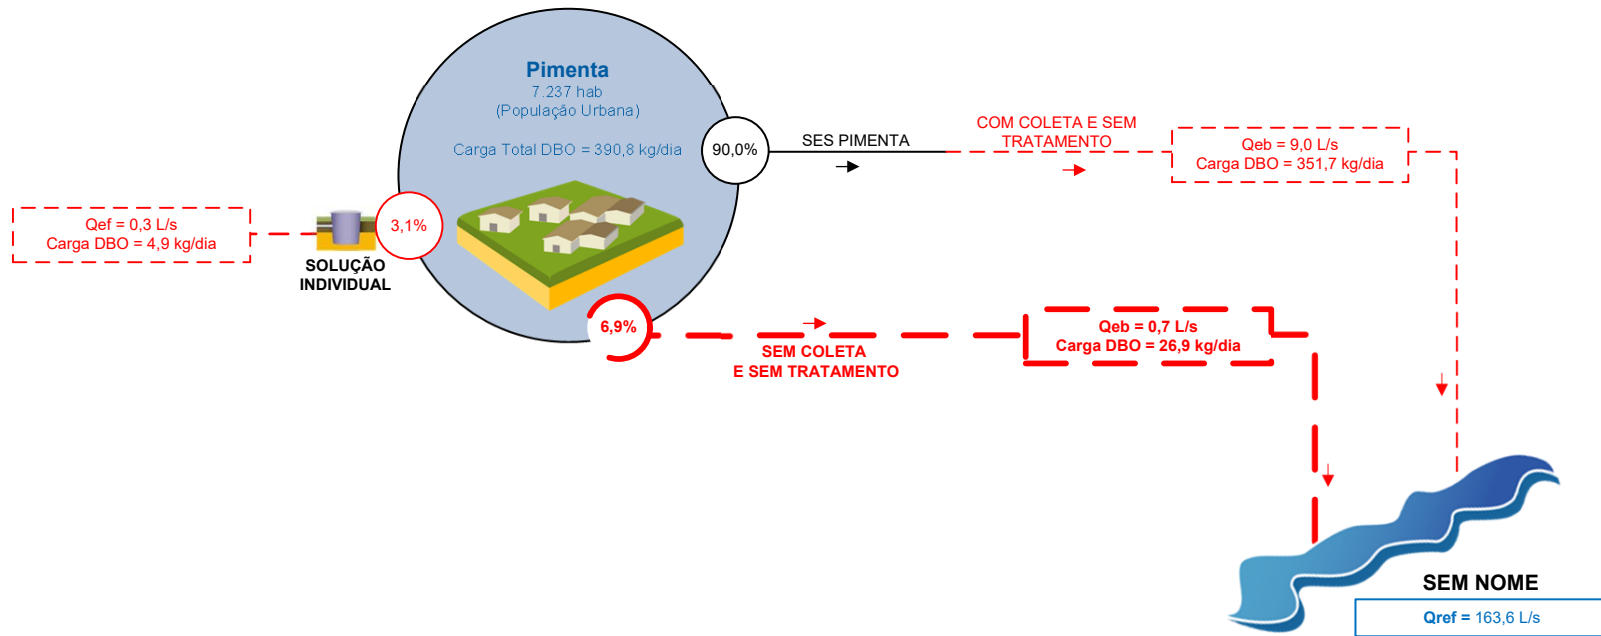 Pimenta
7.237 hab
(População Urbana)
Carga Total DBO = 390,8 kg/dia
90,0%
SES PIMENTA
COM COLETA E SEM
TRATAMENTO
Qeb = 9,0 L/s
Carga DBO = 351,7 kg/dia
Qef = 0,3 L/s
Carga DBO = 4,9 kg/dia
SOLUÇÃO
INDIVIDUAL
3,1%
6,9%
SEM COLETA
E SEM TRATAMENTO
Qeb = 0,7 L/s
Carga DBO = 26,9 kg/dia
SEM NOME
Qref = 163,6 L/s